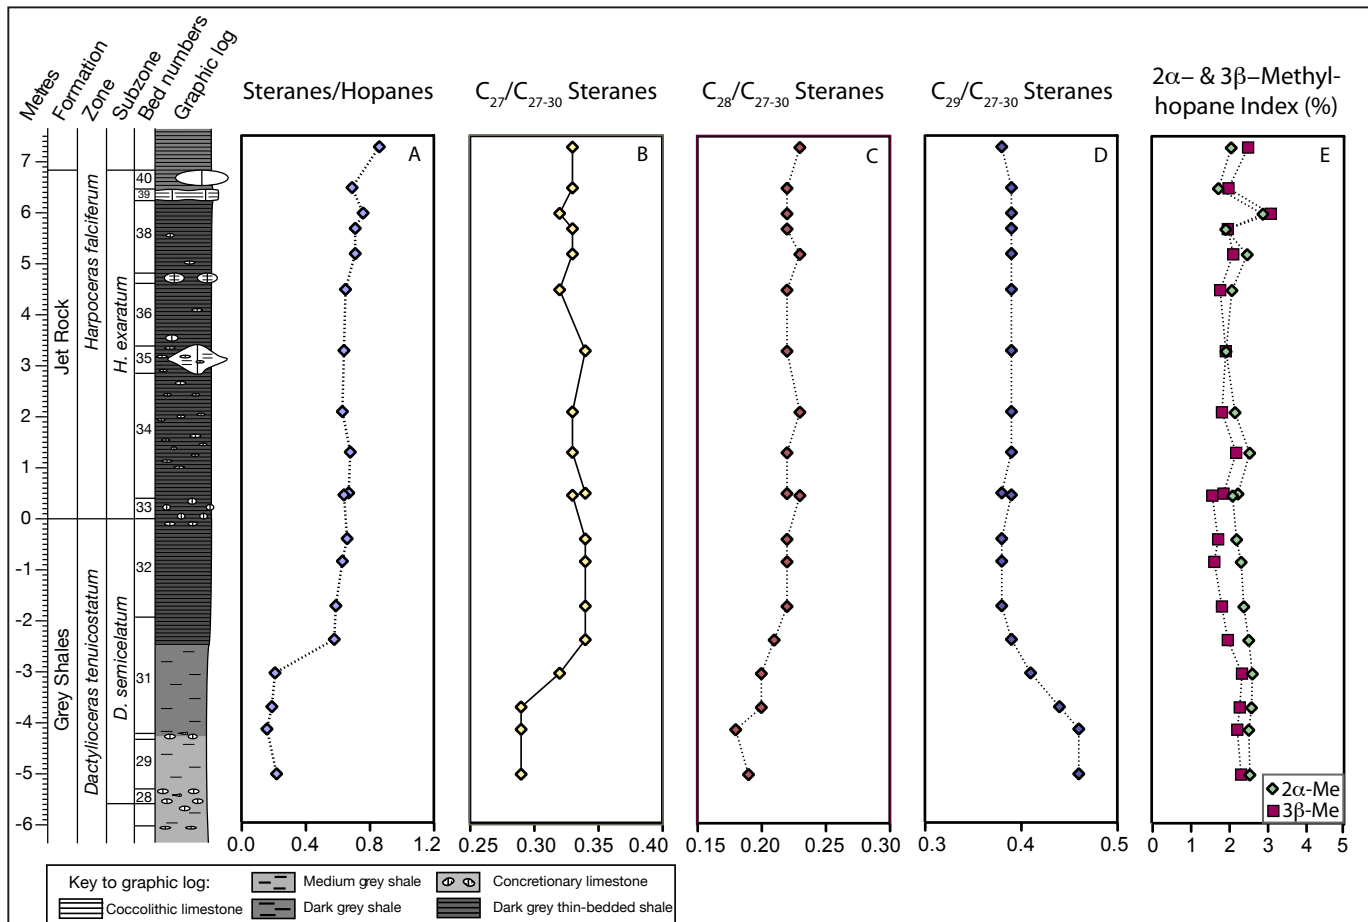 Metres
Formation
Zone
Subzone
Bed numbers
Graphic log
Steranes/Hopanes
C27/C27-30 Steranes
C28/C27-30 Steranes
C29/C27-30 Steranes
2α– & 3β–Methyl-
hopane Index (%)
A
B
C
D
E
7
6
5
4
3
2
1
0
-1
-2
-3
-4
-5
-6
Jet Rock
Grey Shales
Harpoceras falciferum
Dactylioceras tenuicostatum
H. exaratum
D. semicelatum
40
39
38
36
35
34
33
32
31
29
28
0.0 0.4 0.8 1.2
0.25 0.30 0.35 0.40
0.15 0.20 0.25 0.30
0.3 0.4 0.5
0 1 2 3 4 5
2α-Me
3β-Me
Key to graphic log:
Coccolithic limestone
Medium grey shale
Dark grey shale
Concretionary limestone
Dark grey thin-bedded shale